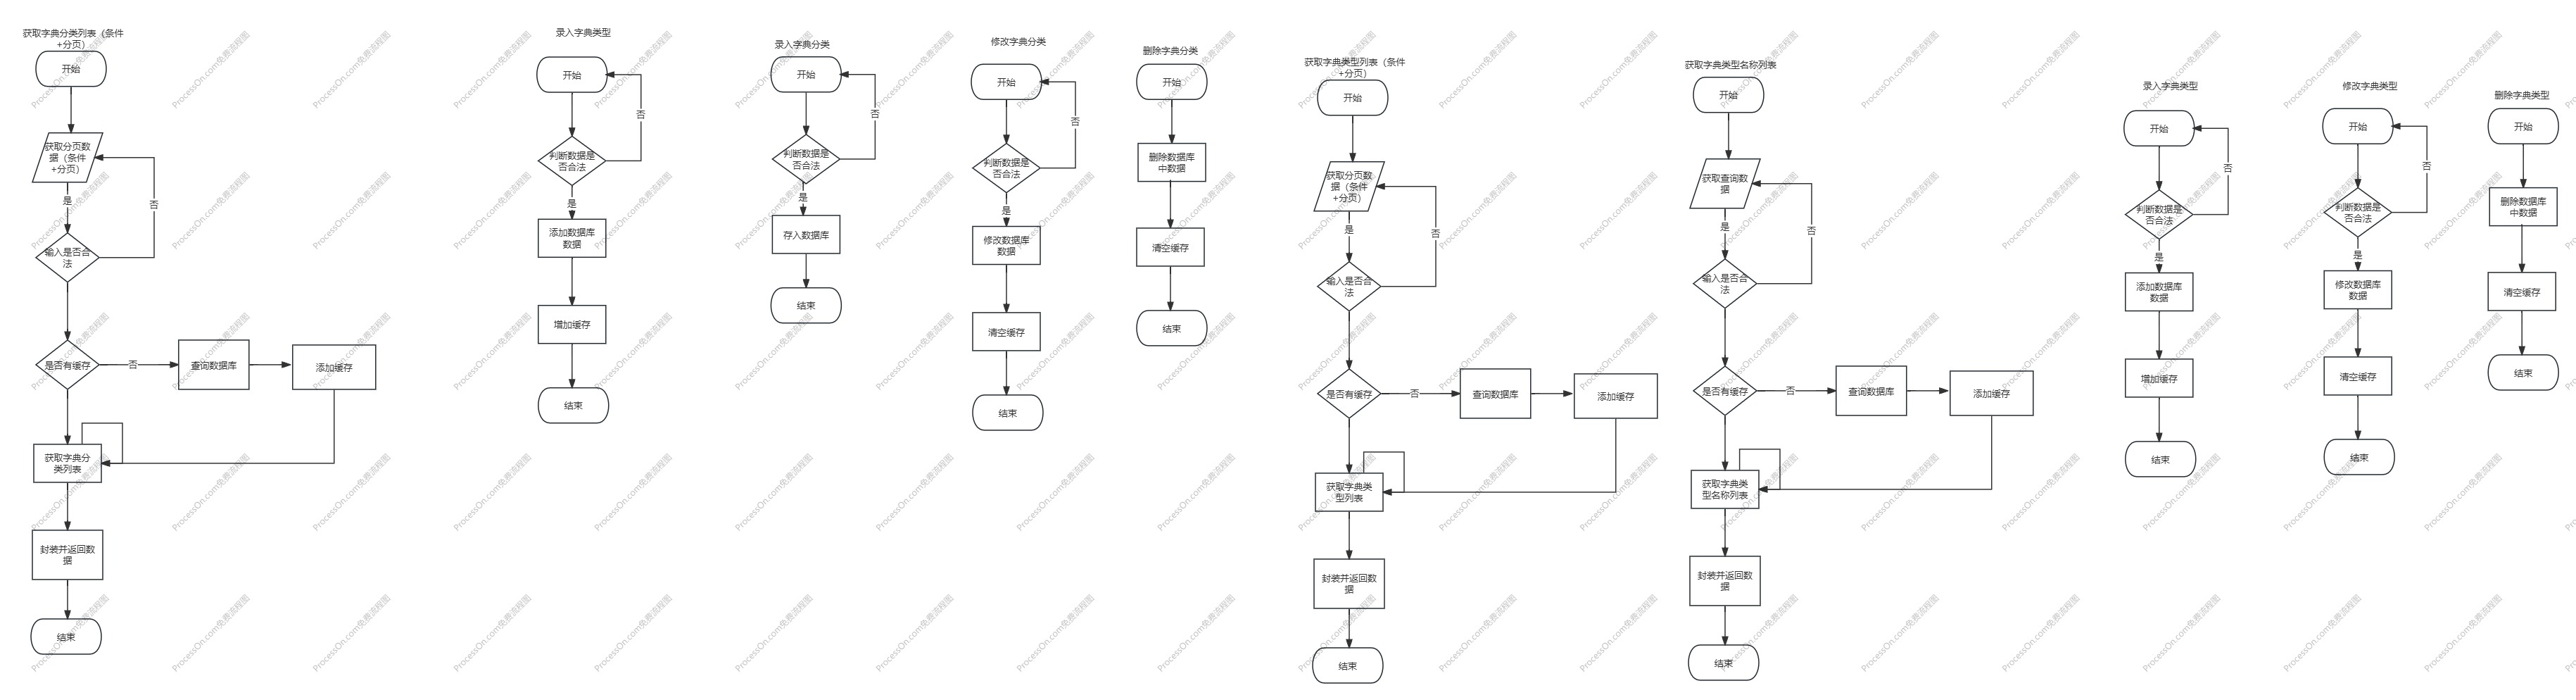 获取字典分类列表（条件
+分页）
开始
获取分页数
据（条件
+分页）
是
否
输入是否合
法
是否有缓存
否
查询数据库
添加缓存
获取字典分
类列表
封装并返回数
据
结束
录入字典类型
开始
否
判断数据是
否合法
是
添加数据库
数据
增加缓存
结束
录入字典分类
开始
否
判断数据是
否合法
是
存入数据库
结束
修改字典分类
开始
否
判断数据是
否合法
是
修改数据库
数据
清空缓存
结束
删除字典分类
开始
删除数据库
中数据
清空缓存
结束
获取字典类型列表（条件
+分页）
开始
获取分页数
据（条件
+分页）
是
否
输入是否合
法
是否有缓存
否
查询数据库
添加缓存
获取字典类
型列表
封装并返回数
据
结束
获取字典类型名称列表
开始
获取查询数
据
是
否
输入是否合
法
是否有缓存
否
查询数据库
添加缓存
获取字典类
型名称列表
封装并返回数
据
结束
录入字典类型
开始
否
判断数据是
否合法
是
添加数据库
数据
增加缓存
结束
修改字典类型
开始
否
判断数据是
否合法
是
修改数据库
数据
清空缓存
结束
删除字典类型
开始
删除数据库
中数据
清空缓存
结束
ProcessOn.com免费流程图